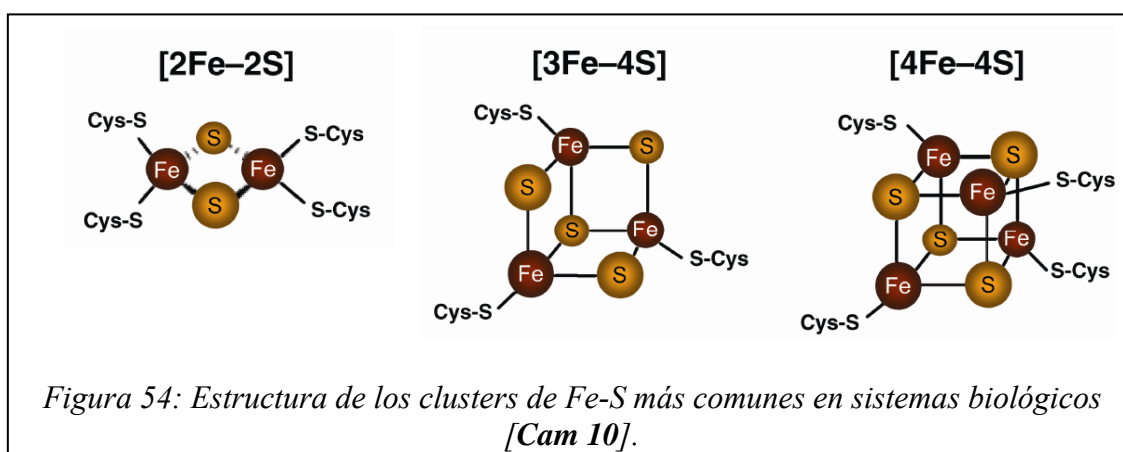 [2Fe–2S]
Cys-S
S-Cys
S
Fe
Fe
S
Cys-S
S-Cys
[3Fe–4S]
Cys-S
Fe
S
S
S
Fe
S-Cys
Fe
S
Cys-S
[4Fe–4S]
Cys-S
Fe
S
S
Fe
S-Cys
S
Fe
S-Cys
Fe
S
Cys-S
Figura 54: Estructura de los clusters de Fe-S más comunes en sistemas biológicos
[Cam 10].